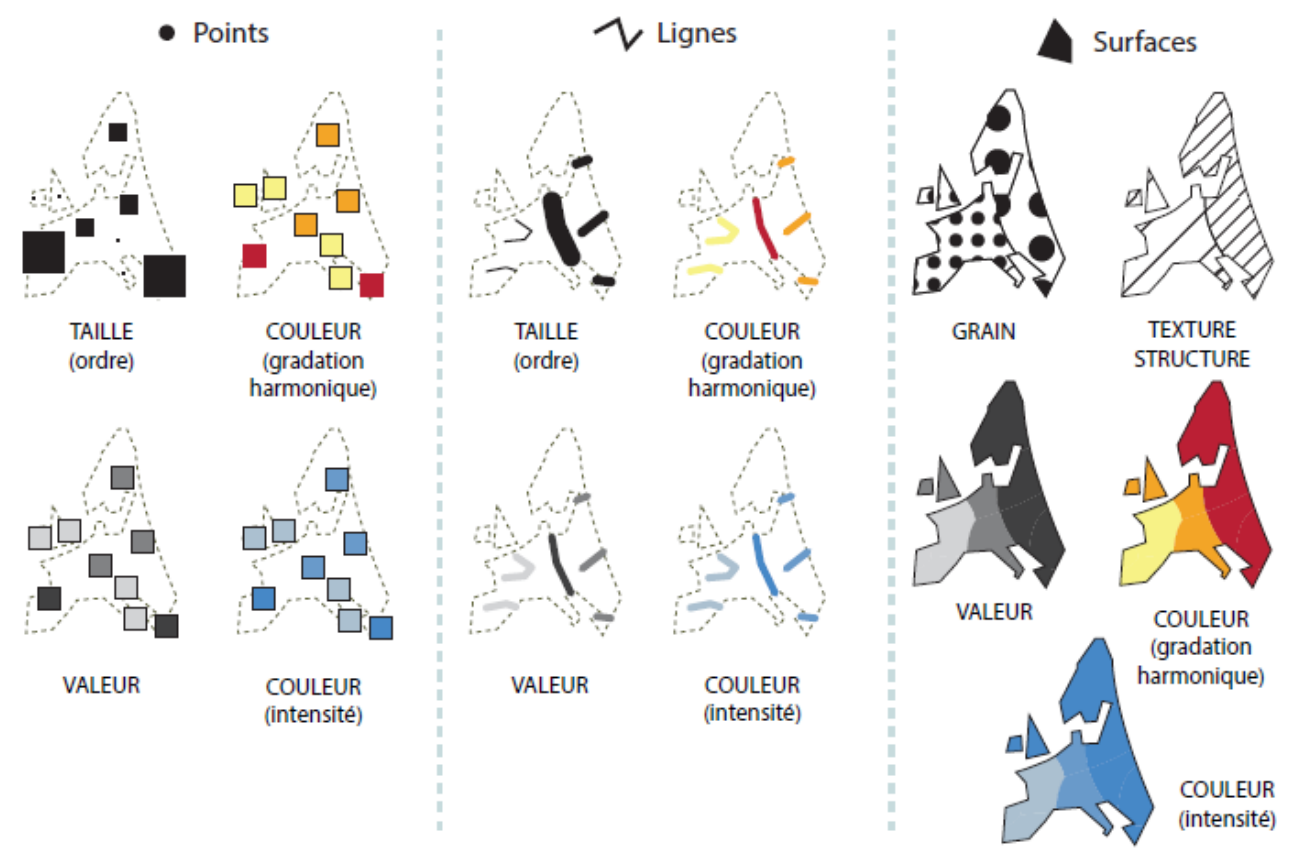 Points
TAILLE
(ordre)
COULEUR
(gradation
harmonique)
VALEUR
COULEUR
(intensité)
Lignes
TAILLE
(ordre)
COULEUR
(gradation
harmonique)
VALEUR
COULEUR
(intensité)
Surfaces
GRAIN
TEXTURE
STRUCTURE
VALEUR
COULEUR
(gradation
harmonique)
COULEUR
(intensité)